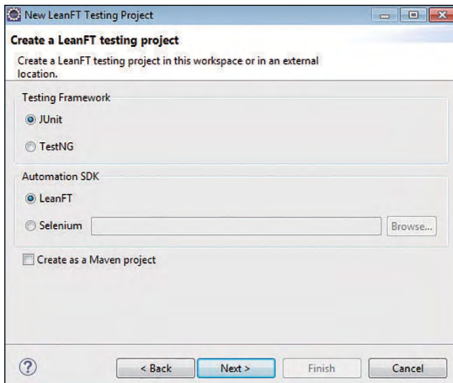 New LeanFT Testing Project
Create a LeanFT testing project
Create a LeanFT testing project in this workspace or in an external
location.
Testing Framework
JUnit
TestNG
Automation SDK
LeanFT
Selenium
Browse...
Create as a Maven project
?
< Back
Next >
Finish
Cancel